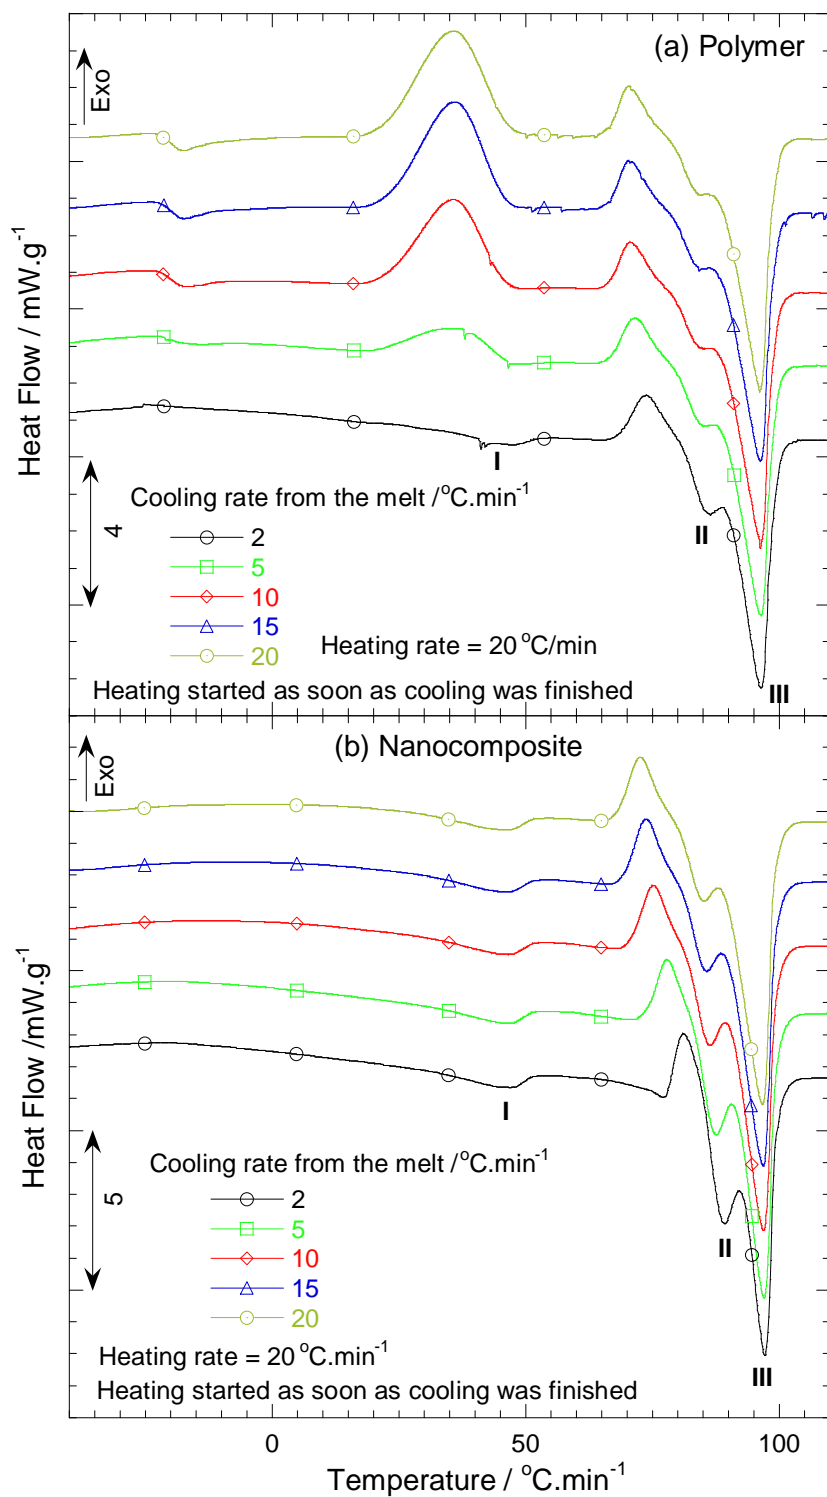 (a) Polymer
Exo
Heat Flow / mW.g⁻¹
I
II
III
4
Cooling rate from the melt /°C.min⁻¹
2
5
10
15
20
Heating rate = 20 °C/min
Heating started as soon as cooling was finished
(b) Nanocomposite
Exo
Heat Flow /mW.g⁻¹
I
II
III
5
Cooling rate from the melt /°C.min⁻¹
2
5
10
15
20
Heating rate = 20 °C.min⁻¹
Heating started as soon as cooling was finished
0 50 100
Temperature / °C.min⁻¹